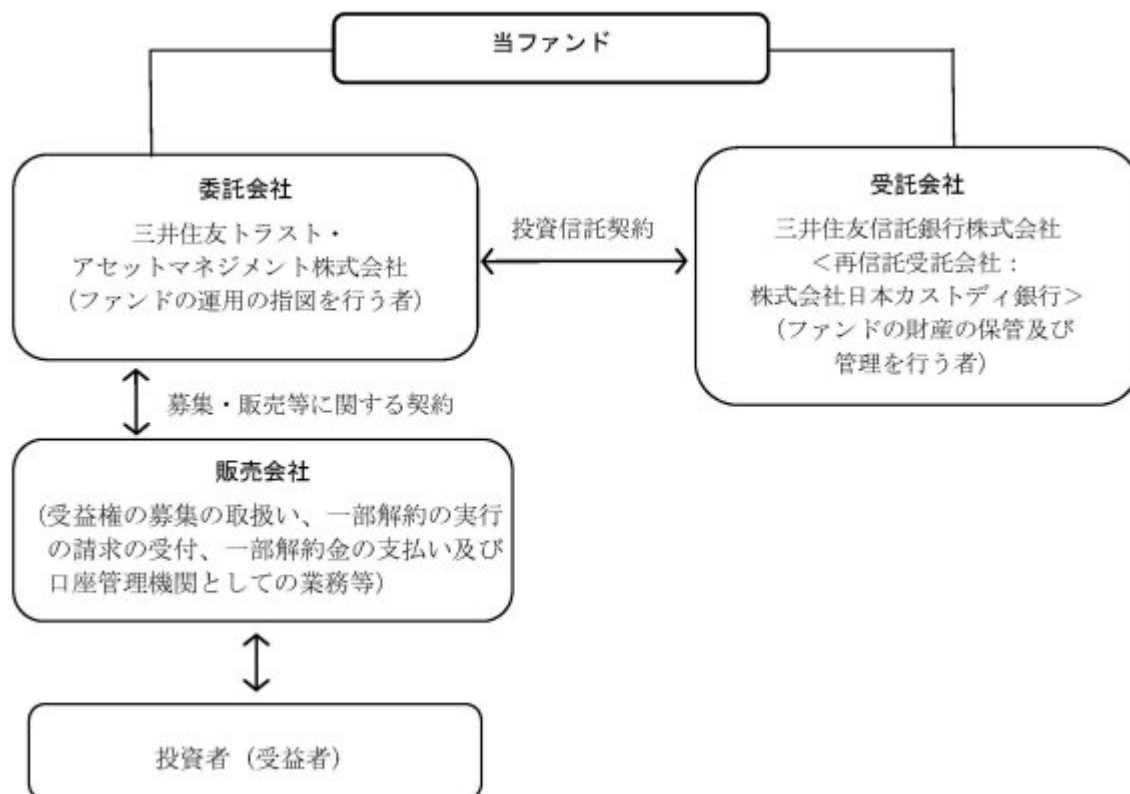 当ファンド
委託会社
三井住友トラスト・
アセットマネジメント株式会社
(ファンドの運用の指図を行う者)
投資信託契約
受託会社
三井住友信託銀行株式会社
<再信託受託会社:
株式会社日本カストディ銀行>
(ファンドの財産の保管及び
管理を行う者)
募集・販売等に関する契約
販売会社
(受益権の募集の取扱い、一部解約の実行
の請求の受付、一部解約金の支払い及び
口座管理機関としての業務等)
投資者(受益者)